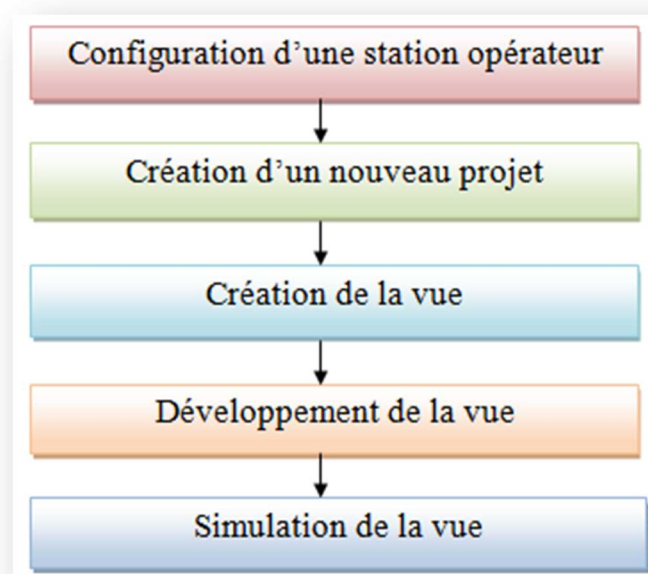 Configuration d’une station opérateur
Création d’un nouveau projet
Création de la vue
Développement de la vue
Simulation de la vue